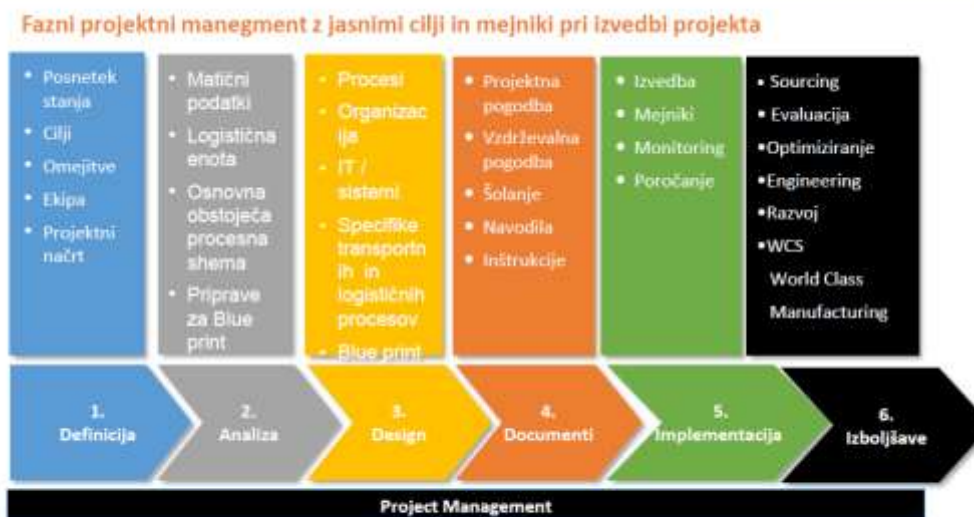 Fazni projektni manegment z jasnimi cilji in mejniki pri izvedbi projekta
• Posnetek
stanja
• Cilji
• Omejitve
• Ekipa
• Projektni
načrt
• Matični
podatki
• Logistična
enota
• Osnovna
obstoječa
procesna
shema
• Priprave
za Blue
print
• Procesi
• Organizac
ija
• IT /
sistemi
• Specifike
transportn
ih in
logističnih
procesov
• Blue print
• Projektna
pogodba
• Vzdrževalna
pogodba
• Šolanje
• Navodila
• Inštrukcije
• Izvedba
• Mejniki
• Monitoring
• Poročanje
• Sourcing
• Evaluacija
•Optimiziranje
•Engineering
•Razvoj
•WCS
World Class
Manufacturing
1.
Definicija
2.
Analiza
3.
Design
4.
Documenti
5.
Implementacija
6.
Izboljšave
Project Management